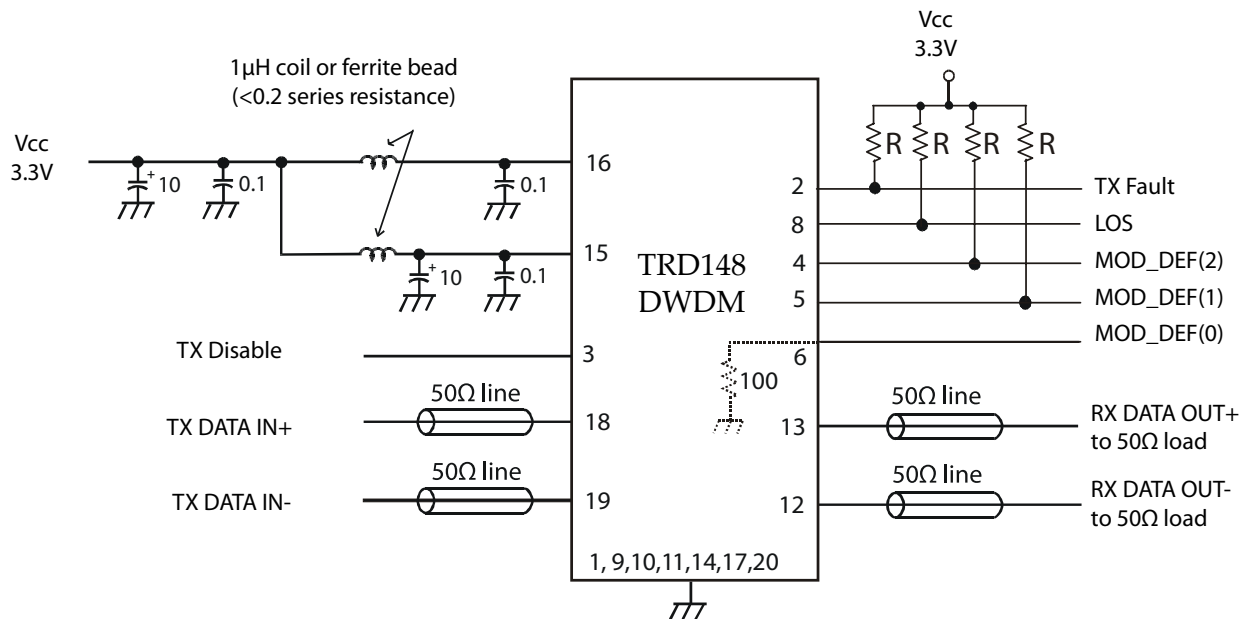 Vcc
3.3V
1μH coil or ferrite bead
(<0.2 series resistance)
Vcc
3.3V
+
10
0.1
0.1
+
10
0.1
16
15
TRD148
DWDM
R
R
R
R
2
TX Fault
8
LOS
4
MOD_DEF(2)
5
MOD_DEF(1)
6
MOD_DEF(0)
100
TX Disable
3
50Ω line
TX DATA IN+
18
50Ω line
TX DATA IN-
19
50Ω line
13
RX DATA OUT+
to 50Ω load
50Ω line
12
RX DATA OUT-
to 50Ω load
1, 9,10,11,14,17,20